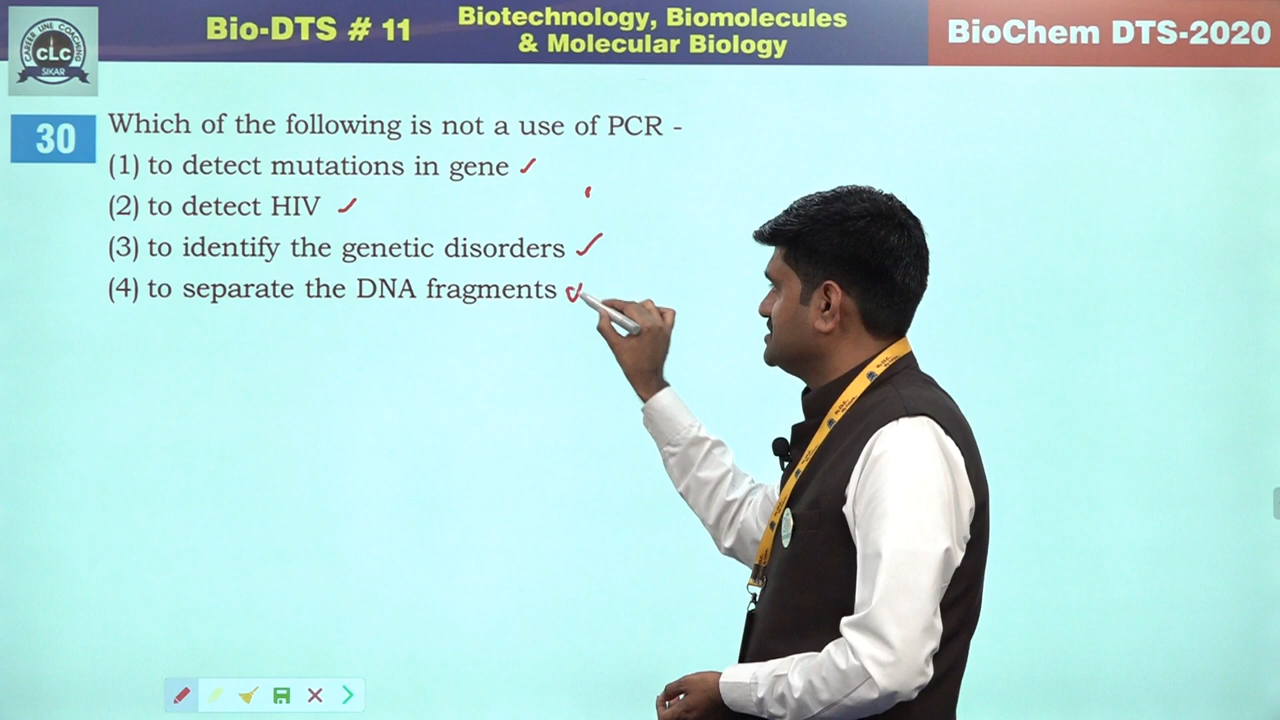 Bio-DTS # 11
Biotechnology, Biomolecules
& Molecular Biology
BioChem DTS-2020
CAREER LINE COACHING
CLC
SIKAR
30
Which of the following is not a use of PCR -
(1) to detect mutations in gene
(2) to detect HIV
(3) to identify the genetic disorders
(4) to separate the DNA fragments